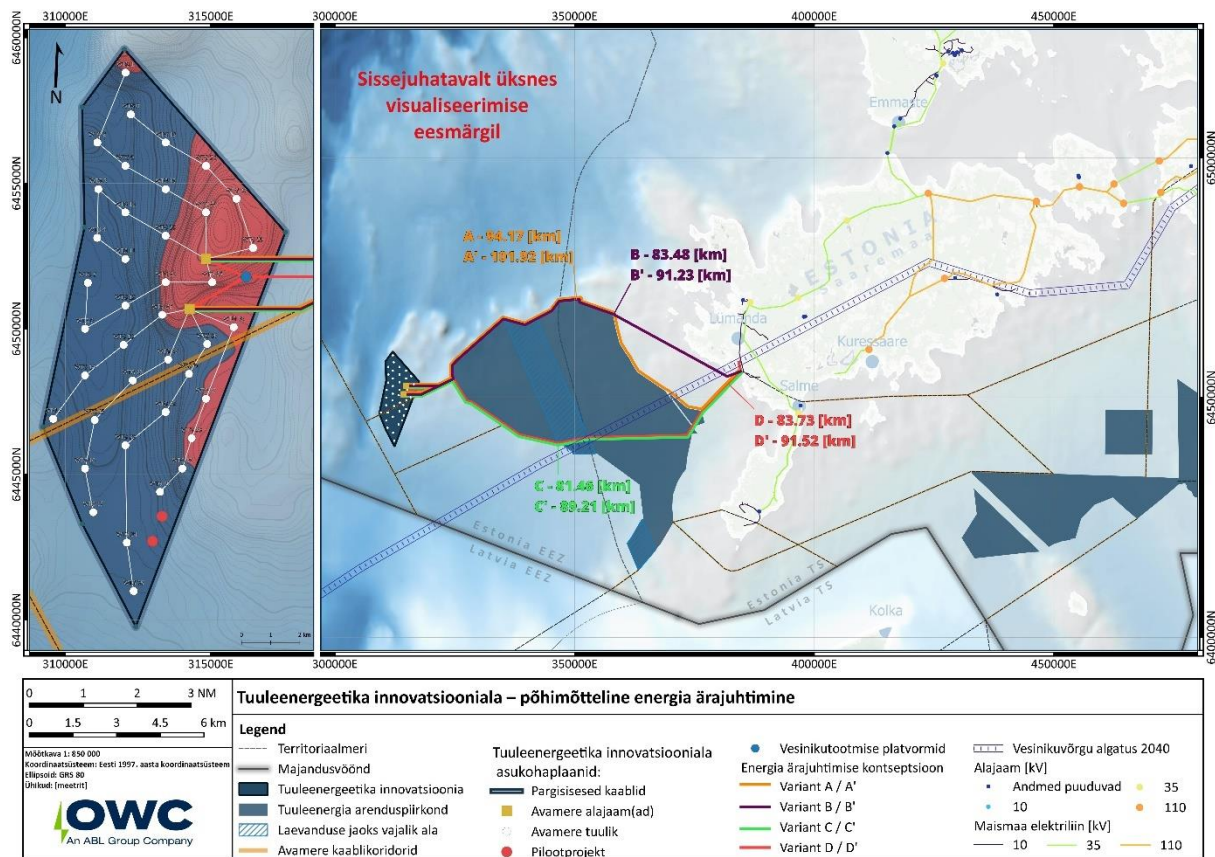 310000E
315000E
300000E
350000E
400000E
450000E
6460000N
6455000N
6450000N
6445000N
6440000N
N
Sissejuhatavalt üksnes
visualiseerimise
eesmärgil
Emmaste
ESTONIA
Saaremaa
A - 94.17 [km]
A' - 101.92 [km]
B - 83.48 [km]
B' - 91.23 [km]
Lümanda
Kuressaare
Salme
D - 83.73 [km]
D' - 91.52 [km]
C - 81.46 [km]
C' - 89.21 [km]
Estonia EEZ
Latvia EEZ
Estonia TS
Latvia TS
Kolka
6500000N
6450000N
6400000N
0 1 2 km
310000E
315000E
300000E
350000E
400000E
450000E
0 1 2 3 NM
0 1.5 3 4.5 6 km
Mõõtkava 1: 850 000
Koordinaatsüsteem: Eesti 1997. aasta koordinaatsüsteem
Ellipsoid: GRS 80
Ühikud: [meetrit]
OWC
An ABL Group Company
Tuuleenergeetika innovatsiooniala – põhimõtteline energia ärajuhtimine
Legend
Territoriaalmeri
Majandusvöönd
Tuuleenergeetika innovatsioonia
Tuuleenergia arenduspiirkond
Laevanduse jaoks vajalik ala
Avamere kaablikoridorid
Tuuleenergeetika innovatsiooniala
asukohaplaanid:
Pargisisesed kaablid
Avamere alajaam(ad)
Avamere tuulik
Pilootprojekt
Vesinikutootmise platvormid
Energia ärajuhtimise kontseptsioon
Variant A / A'
Variant B / B'
Variant C / C'
Variant D / D'
Vesinikuvõrgu algatus 2040
Alajaam [kV]
Andmed puuduvad
35
10
110
Maismaa elektriliin [kV]
10
35
110